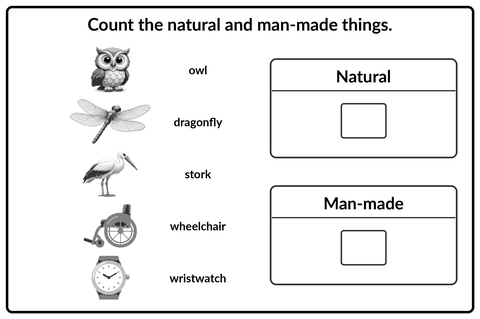 Count the natural and man-made things.
owl
dragonfly
stork
wheelchair
wristwatch
Natural
Man-made